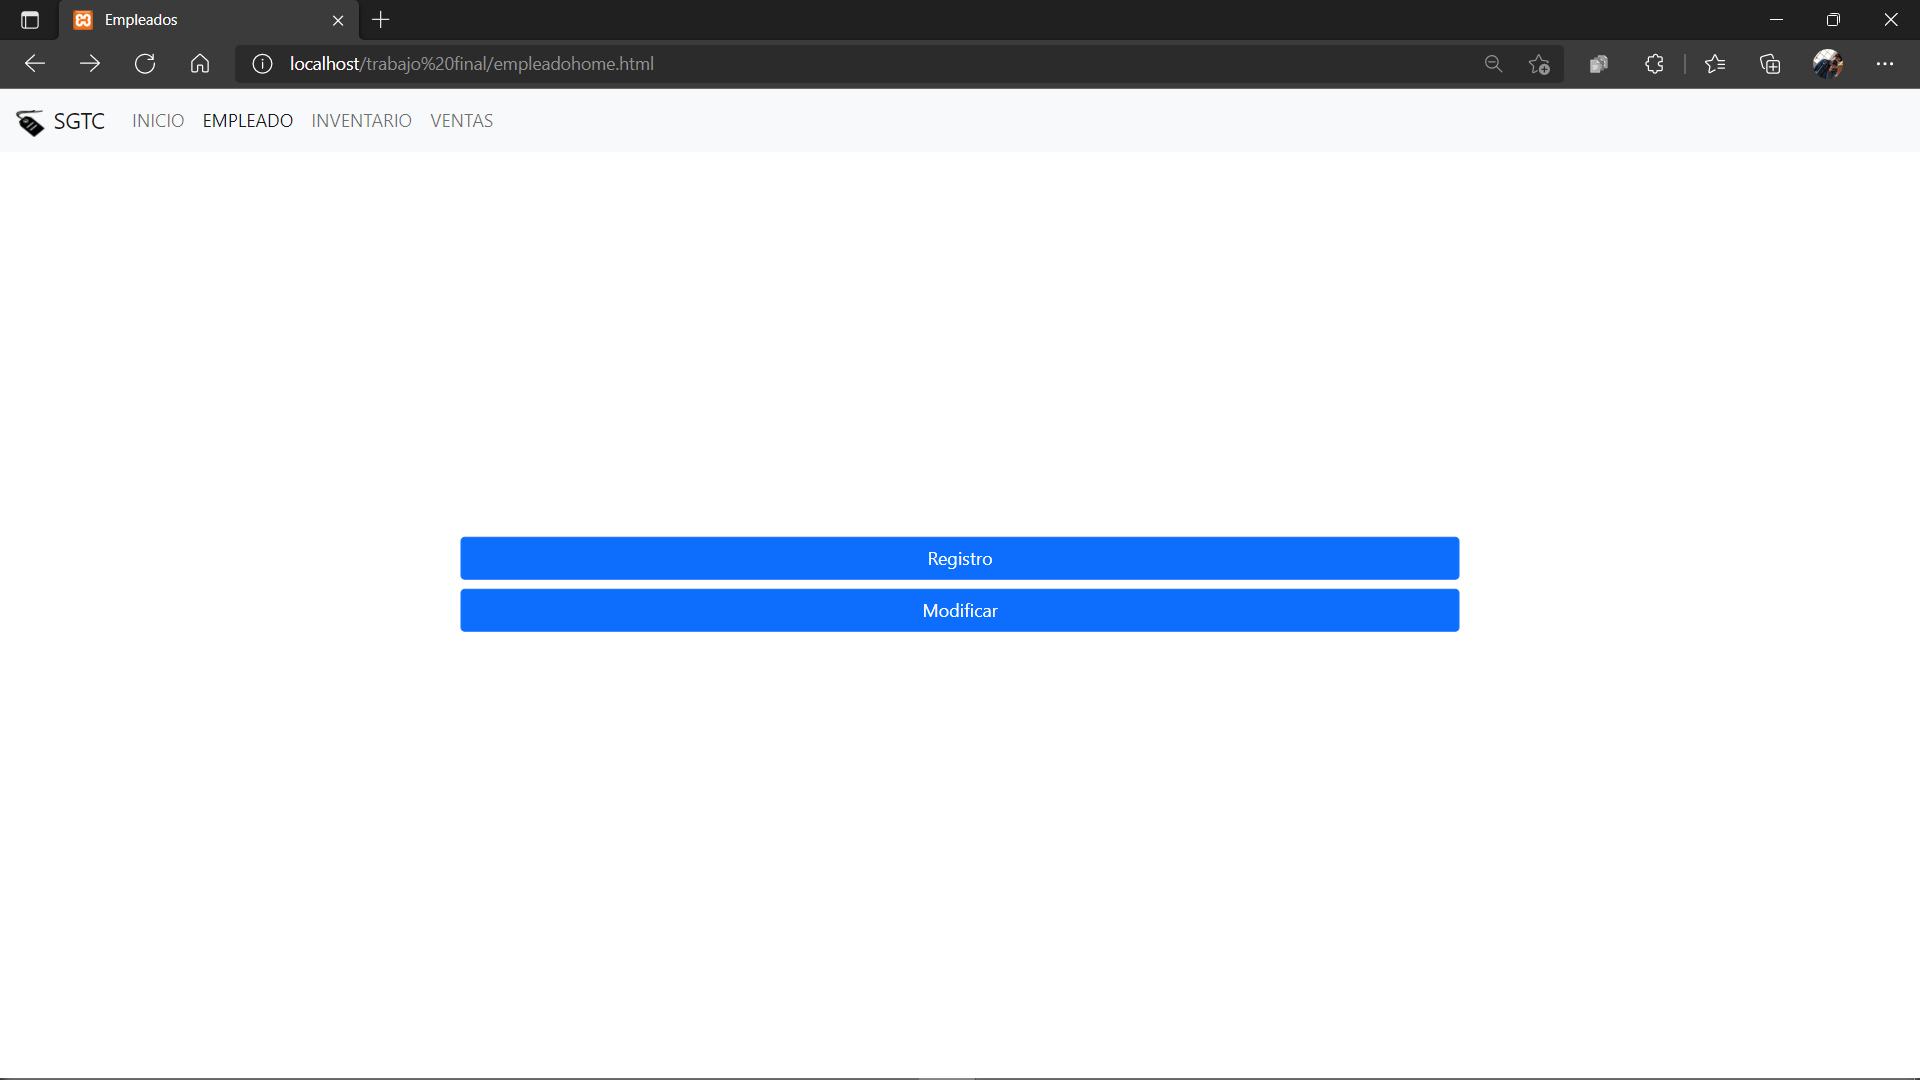 Empleados
localhost/trabajo%20final/empleadohome.html
SGTC INICIO EMPLEADO INVENTARIO VENTAS
Registro
Modificar